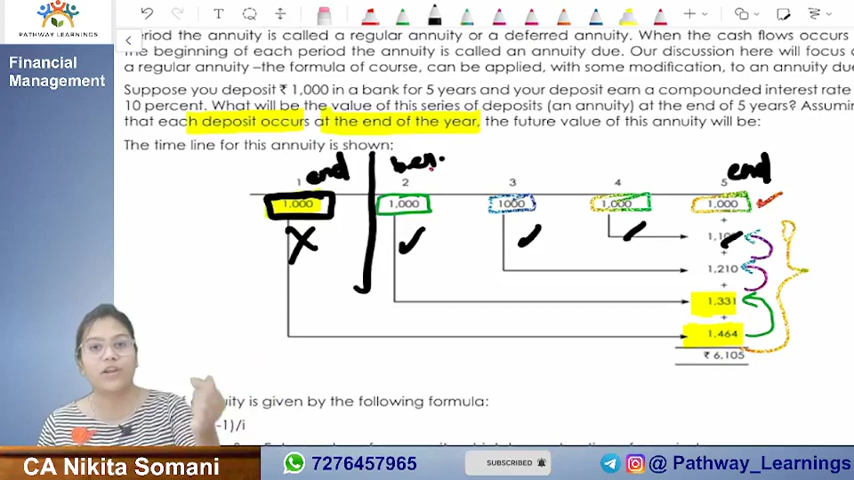 PATHWAY LEARNINGS
Financial
Management
period the annuity is called a regular annuity or a deferred annuity. When the cash flows occurs
the beginning of each period the annuity is called an annuity due. Our discussion here will focus
a regular annuity –the formula of course, can be applied, with some modification, to an annuity du
Suppose you deposit ₹ 1,000 in a bank for 5 years and your deposit earn a compounded interest rate
10 percent. What will be the value of this series of deposits (an annuity) at the end of 5 years? Assumi
that each deposit occurs at the end of the year, the future value of this annuity will be:
The time line for this annuity is shown:
end beg. end
1 2 3 4 5
1,000 1,000 1000 1,000 1,000
+
+
1,210
+
1,331
+
1,464
₹ 6,105
uity is given by the following formula:
-1)/i
CA Nikita Somani
7276457965
SUBSCRIBED
@ Pathway_Learnings